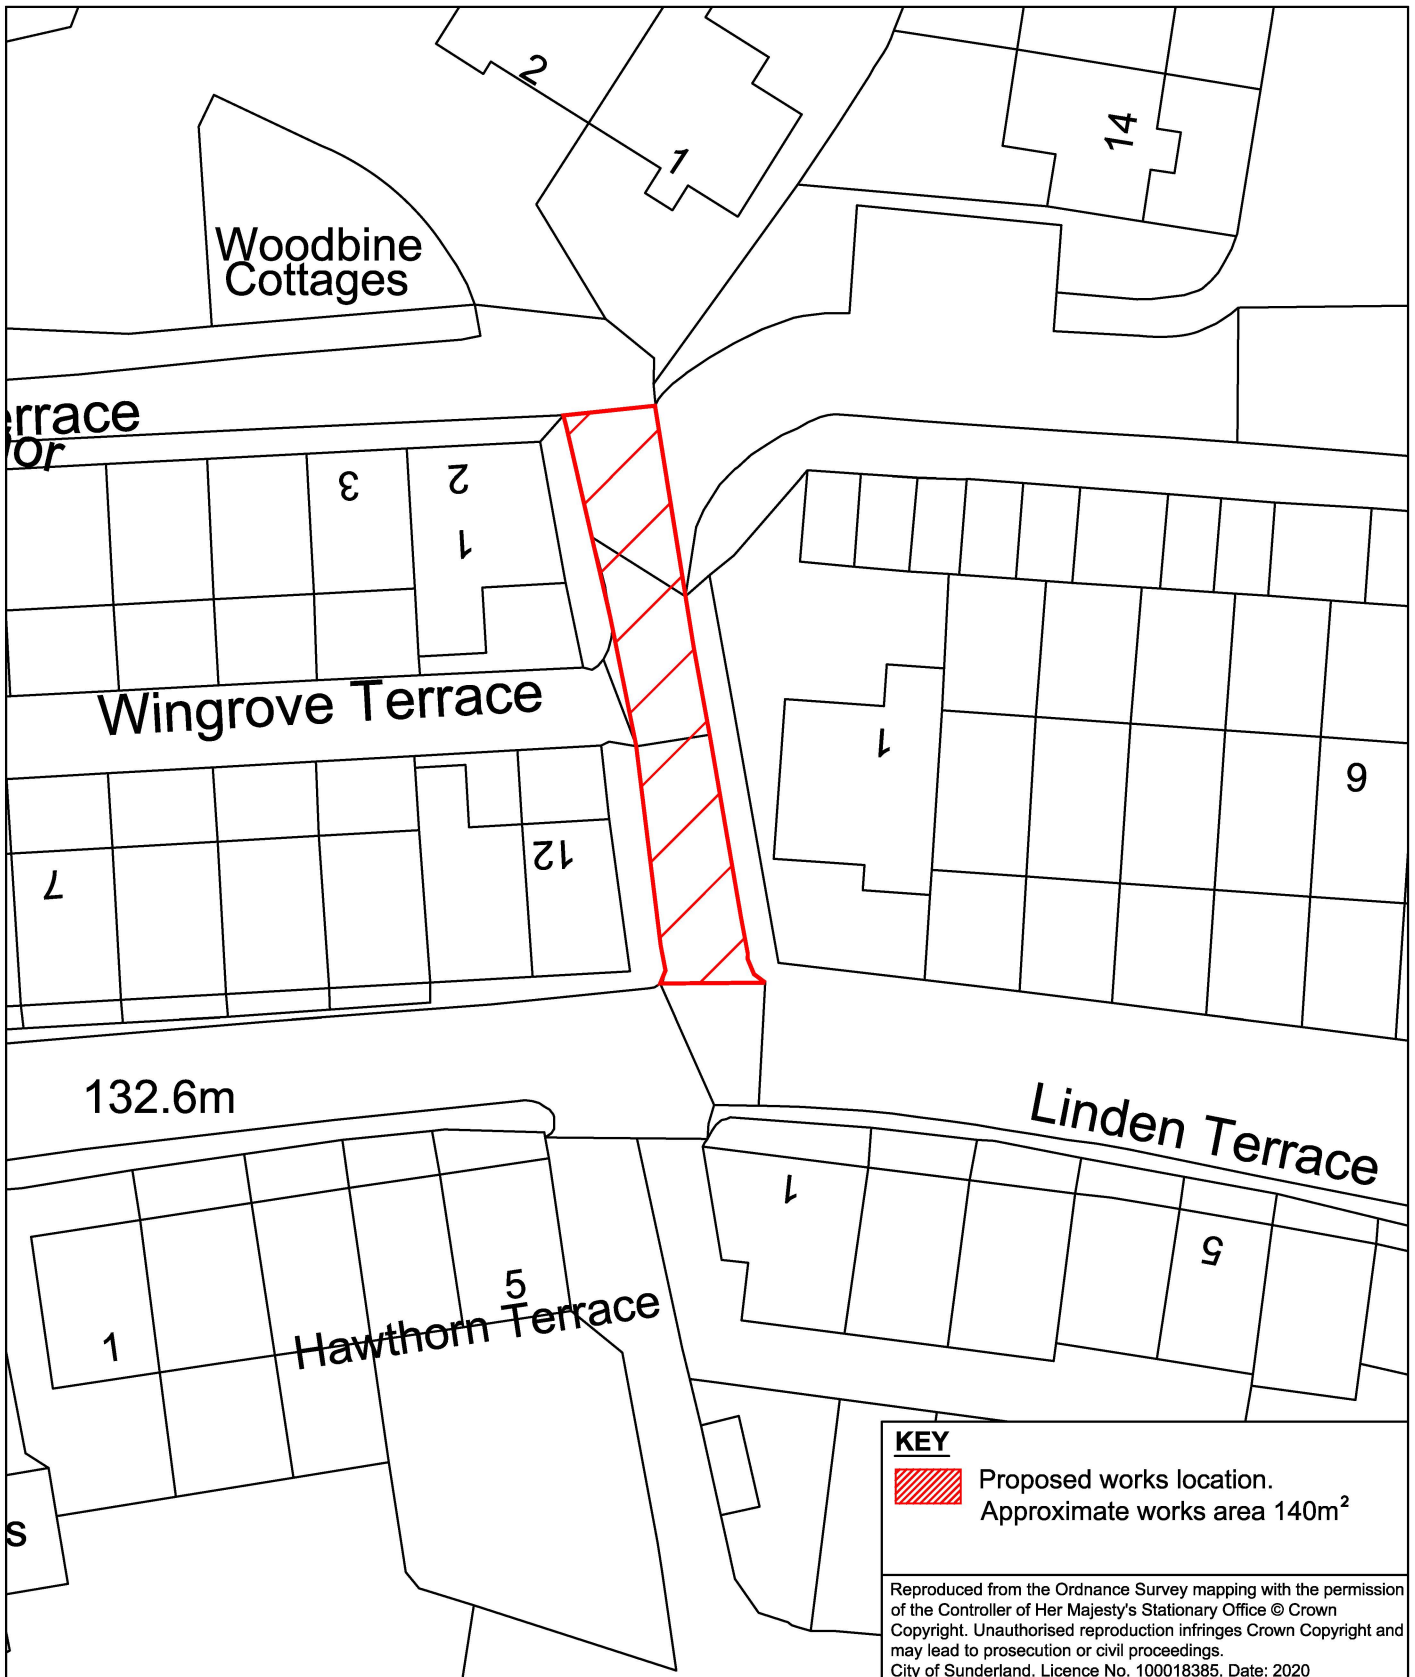 2
1
14
Woodbine
Cottages
errace
or
3
2
1
Wingrove Terrace
1
6
12
7
132.6m
Linden Terrace
1
5
5
1
Hawthorn Terrace
s
KEY
Proposed works location.
Approximate works area 140m²
Reproduced from the Ordnance Survey mapping with the permission
of the Controller of Her Majesty's Stationary Office © Crown
Copyright. Unauthorised reproduction infringes Crown Copyright and
may lead to prosecution or civil proceedings.
City of Sunderland. Licence No. 100018385. Date: 2020